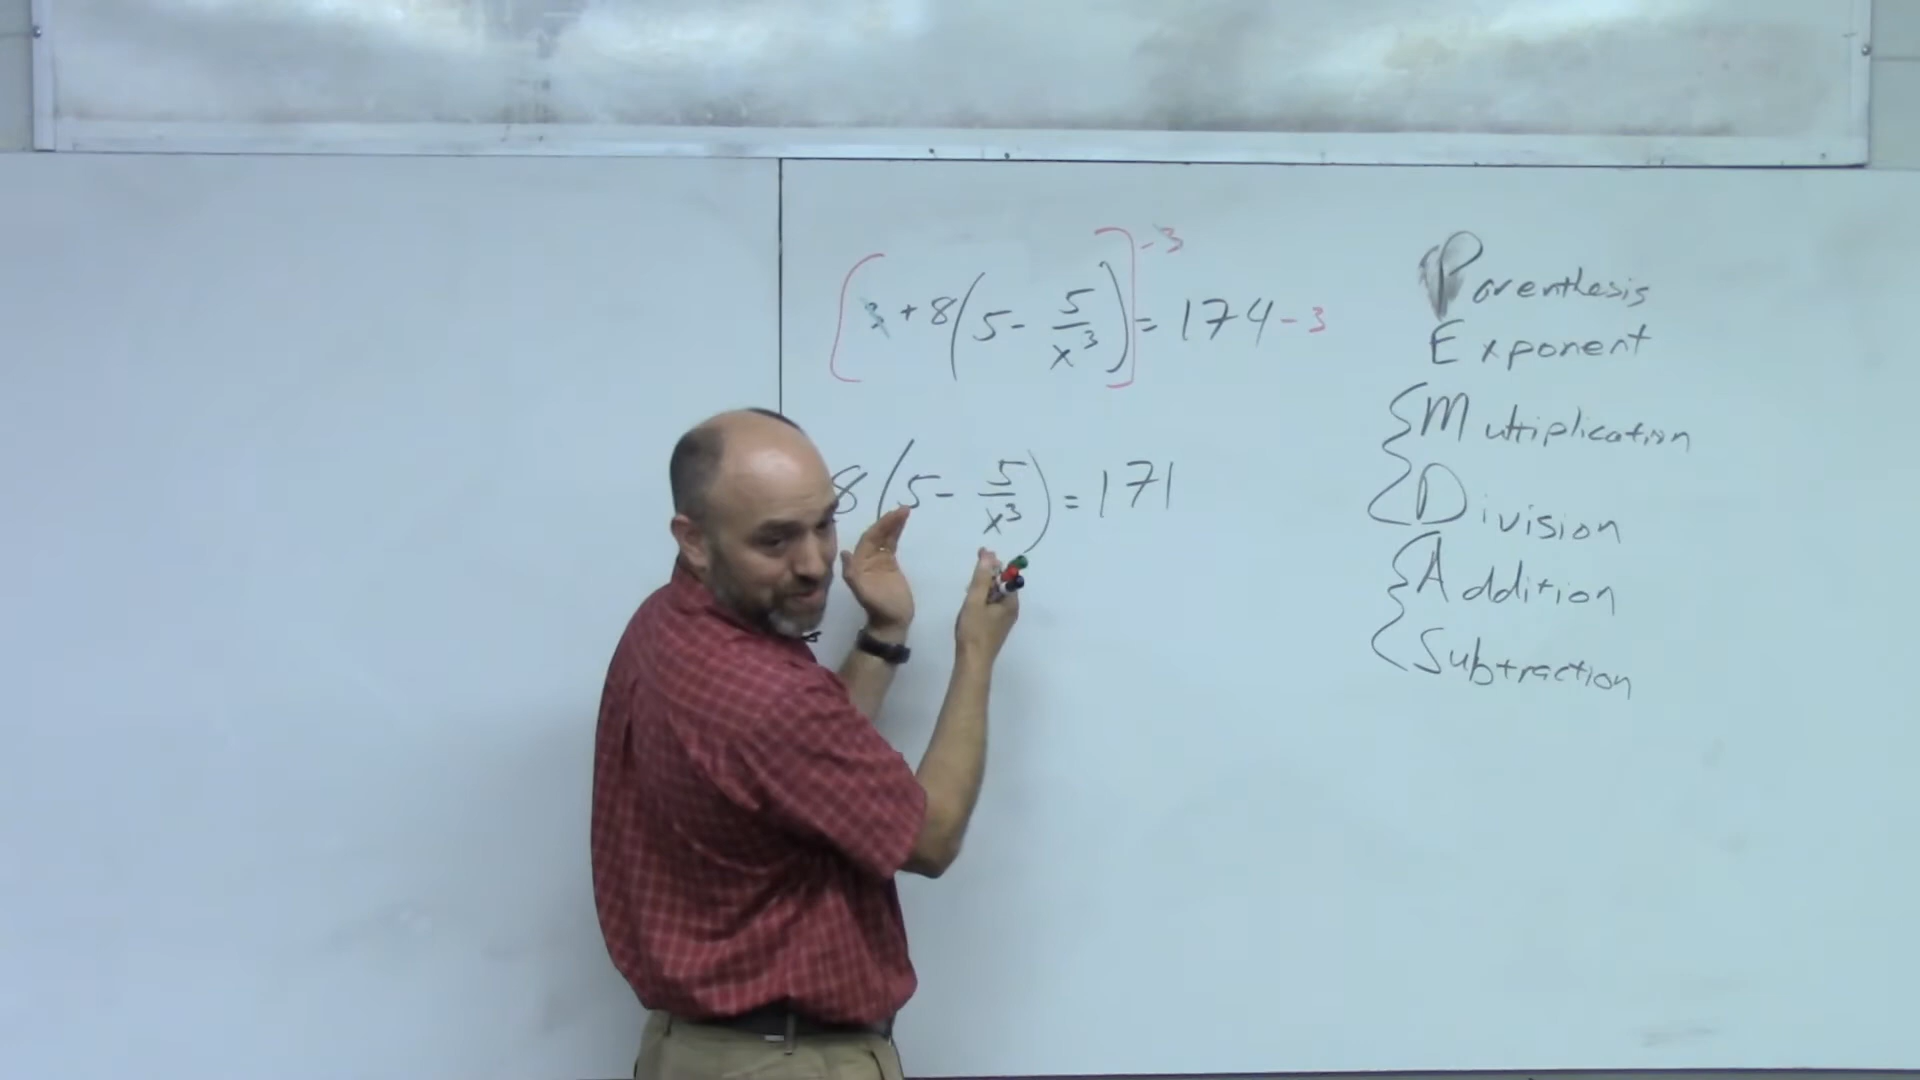 [3 + 8(5 - 5/x³)] - 3 = 174 - 3
8(5 - 5/x³) = 171
Parenthesis
Exponent
{Multiplication
Division
{Addition
Subtraction